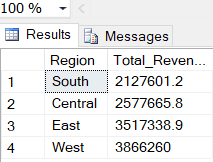 100 %
Results Messages
Region Total_Reven...
1 South 2127601.2
2 Central 2577665.8
3 East 3517338.9
4 West 3866260